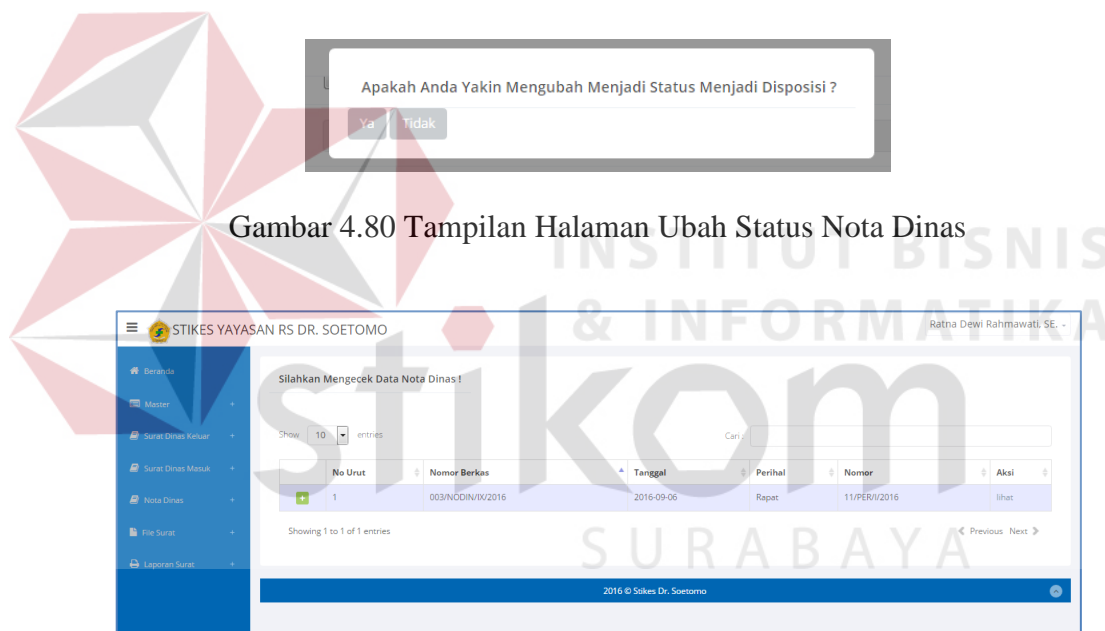 Apakah Anda Yakin Mengubah Menjadi Status Menjadi Disposisi ?
Ya Tidak
Gambar 4.80 Tampilan Halaman Ubah Status Nota Dinas
INSTITUT BISNIS
& INFORMATIKA
stikom
SURABAYA
STIKES YAYASAN RS DR. SOETOMO
Ratna Dewi Rahmawati, SE.
Beranda
Master +
Surat Dinas Keluar +
Surat Dinas Masuk +
Nota Dinas +
File Surat +
Laporan Surat +
Silahkan Mengecek Data Nota Dinas !
Show 10 entries
Cari :
No Urut Nomor Berkas Tanggal Perihal Nomor Aksi
1 003/NODIN/IX/2016 2016-09-06 Rapat 11/PER/I/2016 lihat
Showing 1 to 1 of 1 entries
Previous Next
2016 © Stikes Dr. Soetomo